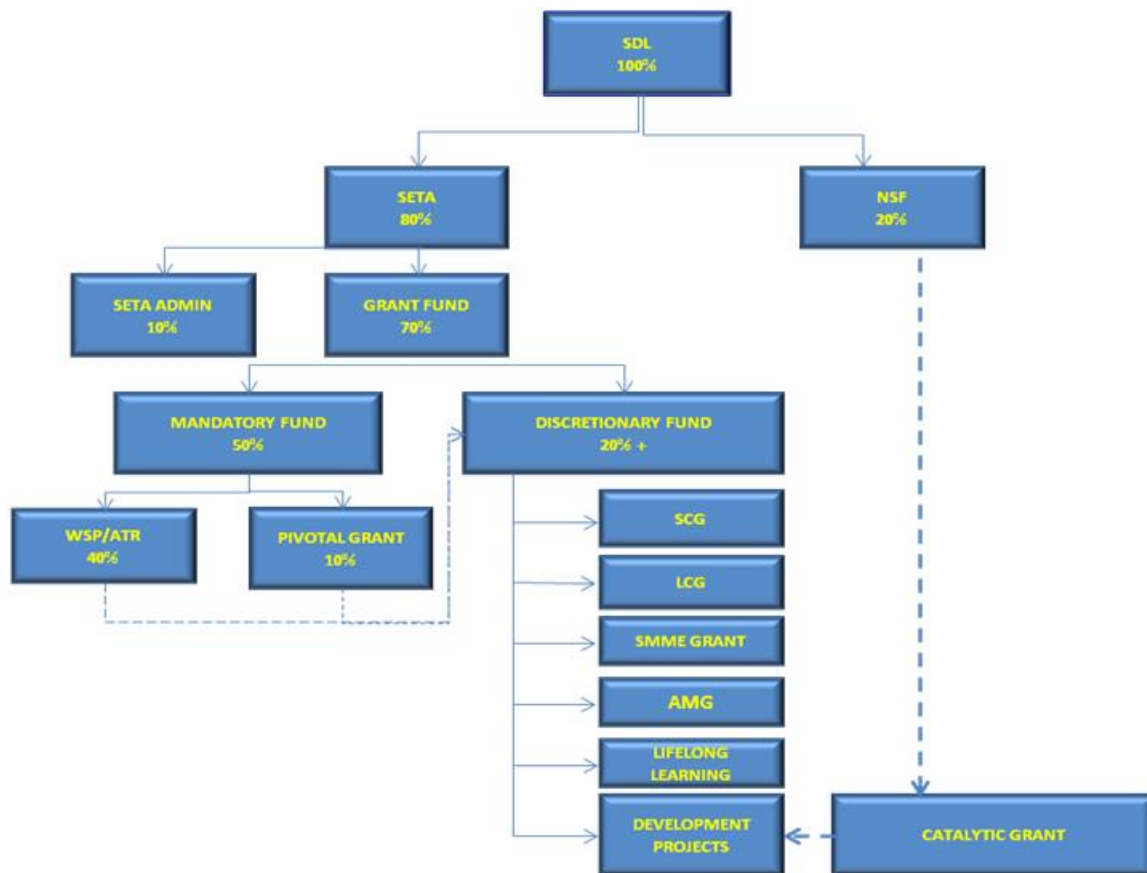 SDL
100%
SETA
80%
NSF
20%
SETA ADMIN
10%
GRANT FUND
70%
MANDATORY FUND
50%
DISCRETIONARY FUND
20% +
WSP/ATR
40%
PIVOTAL GRANT
10%
SCG
LCG
SMME GRANT
AMG
LIFELONG
LEARNING
DEVELOPMENT
PROJECTS
CATALYTIC GRANT